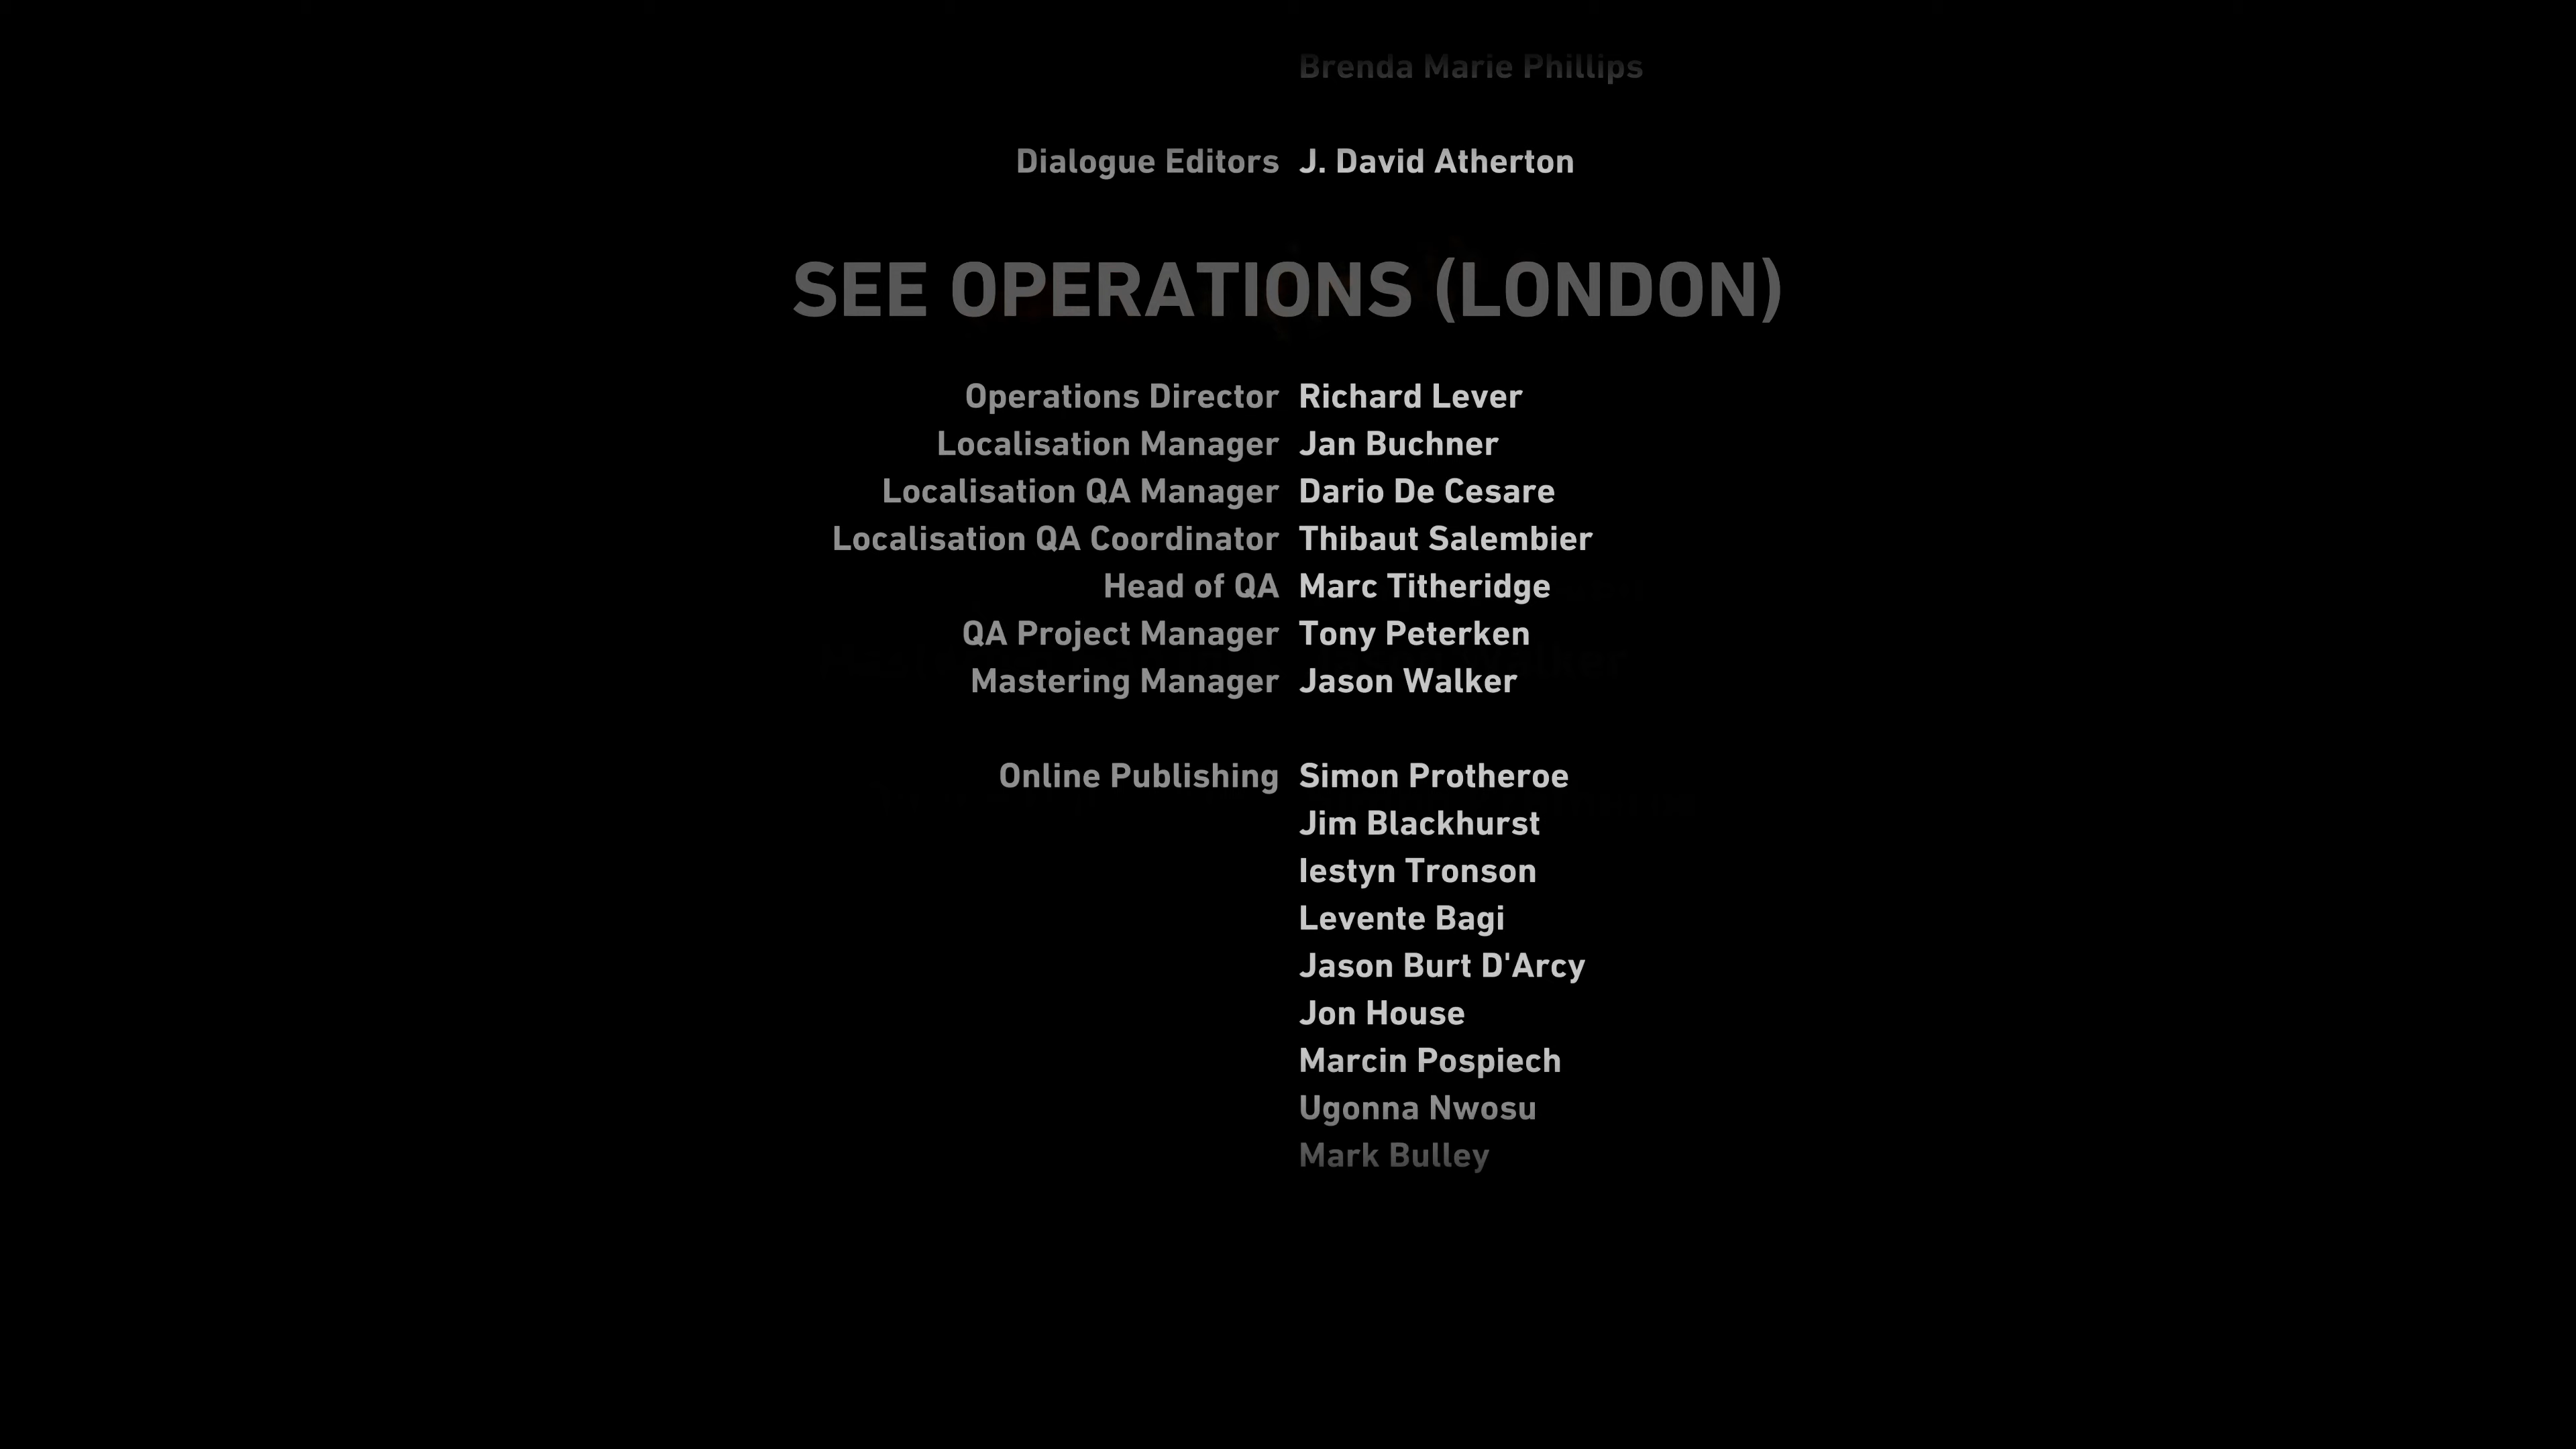 Brenda Marie Phillips
Dialogue Editors J. David Atherton
SEE OPERATIONS (LONDON)
Operations Director Richard Lever
Localisation Manager Jan Buchner
Localisation QA Manager Dario De Cesare
Localisation QA Coordinator Thibaut Salembier
Head of QA Marc Titheridge
QA Project Manager Tony Peterken
Mastering Manager Jason Walker
Online Publishing Simon Protheroe
Jim Blackhurst
Iestyn Tronson
Levente Bagi
Jason Burt D'Arcy
Jon House
Marcin Pospiech
Ugonna Nwosu
Mark Bulley